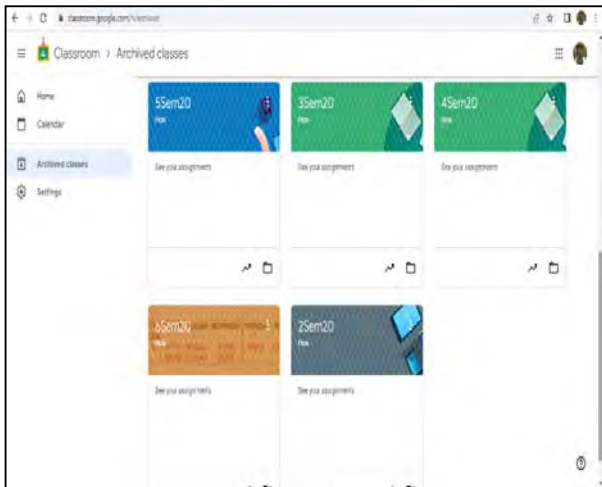 classroom.google.com/
Classroom > Archived classes
Home
Calendar
Archived classes
Settings
5Sem20
3Sem20
4Sem20
See your assignments
See your assignments
See your assignments
6Sem20
2Sem20
See your assignments
See your assignments